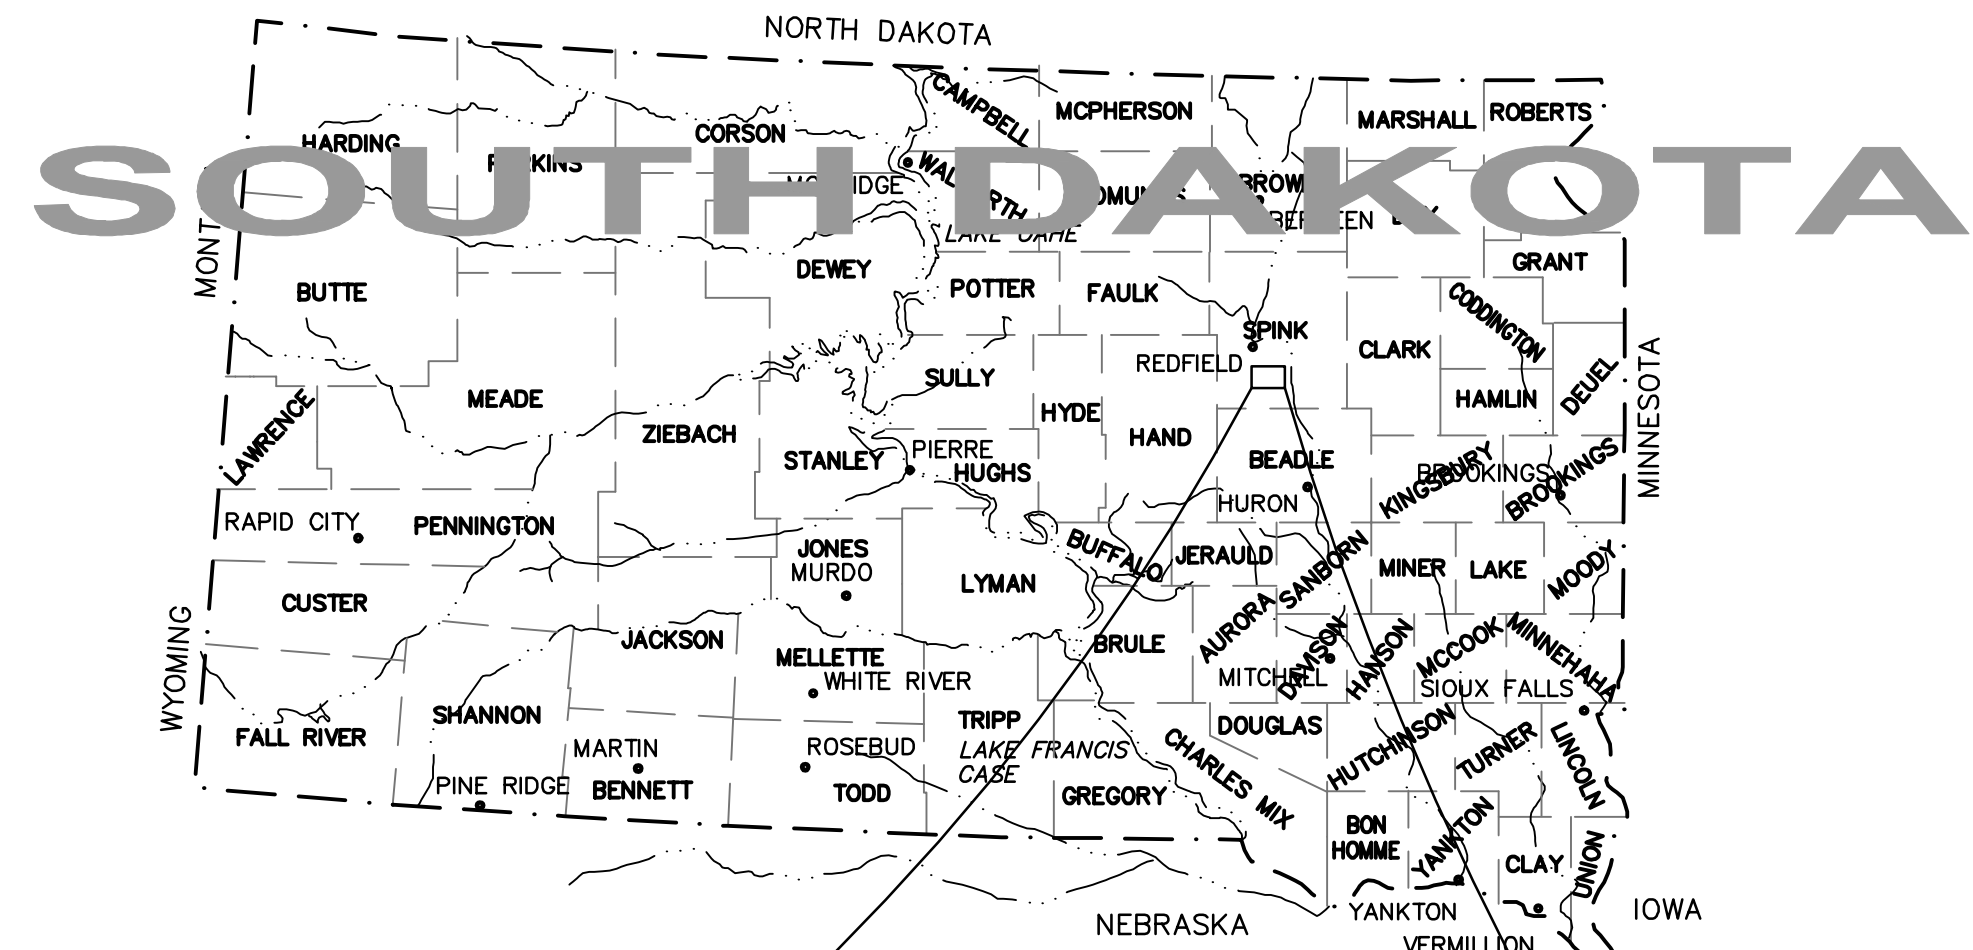 NORTH DAKOTA
SOUTH DAKOTA
HARDING
CORSON
CAMPBELL
MCPHERSON
MARSHALL
ROBERTS
LAKE OAHE
BUTTE
DEWEY
POTTER
FAULK
GRANT
SPINK
REDFIELD
CLARK
CODDINGTON
HAMLIN
DEUEL
MINNESOTA
LAWRENCE
MEADE
ZIEBACH
SULLY
HYDE
HAND
STANLEY
PIERRE
HUGHS
BEADLE
HURON
KINGSBURY
BROOKINGS
BROOKINGS
RAPID CITY
PENNINGTON
JONES
MURDO
LYMAN
BUFFALO
JERAULD
SANBORN
MINER
LAKE
MOODY
CUSTER
WYOMING
JACKSON
MELLETTE
WHITE RIVER
BRULE
AURORA
MITCHELL
DAVISON
HANSON
MCCOOK
SIOUX FALLS
MINNEHAHA
FALL RIVER
SHANNON
MARTIN
BENNETT
PINE RIDGE
ROSEBUD
TODD
TRIPP
LAKE FRANCIS
CASE
GREGORY
CHARLES MIX
DOUGLAS
HUTCHINSON
TURNER
LINCOLN
BON
HOMME
YANKTON
CLAY
UNION
NEBRASKA
YANKTON
VERMILLION
IOWA